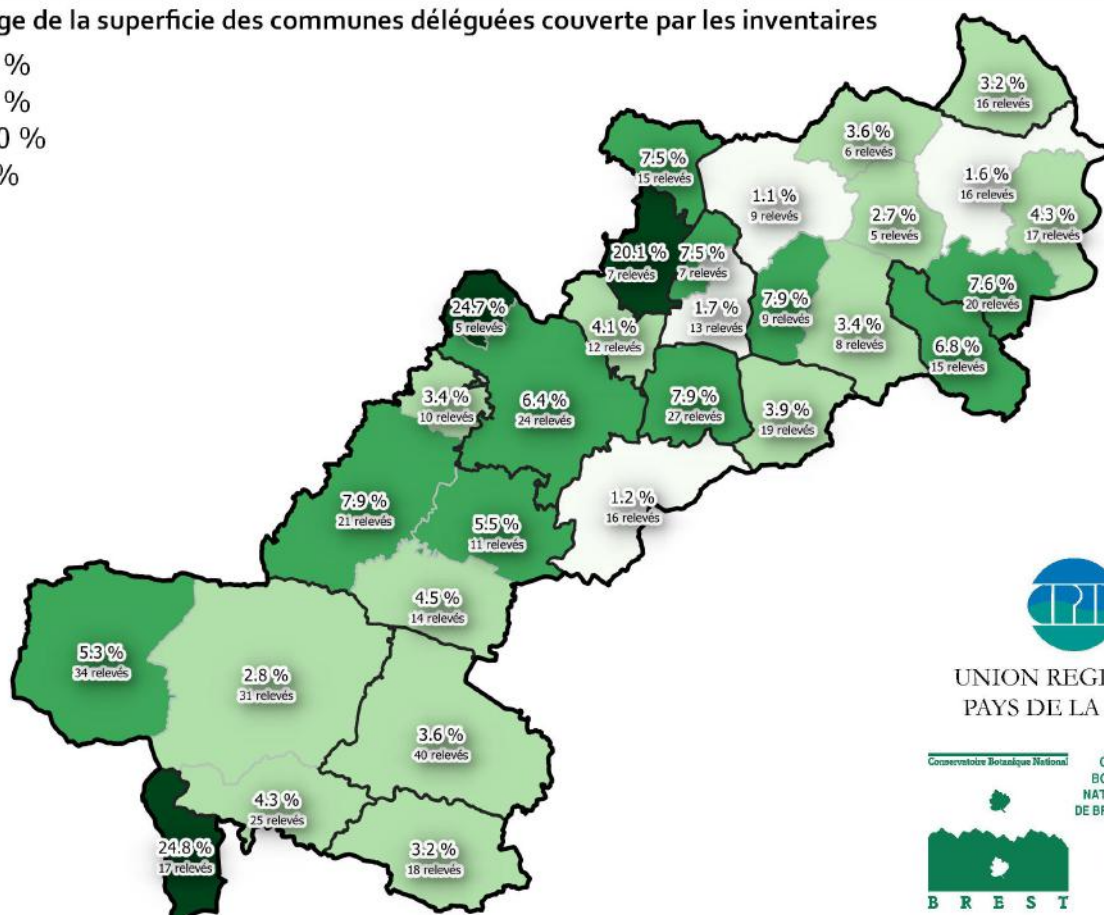 ge de la superficie des communes déléguées couverte par les inventaires
%
%
0 %
%
3.2 %
16 relevés
3.6 %
6 relevés
7.5 %
15 relevés
1.6 %
16 relevés
1.1 %
9 relevés
2.7 %
5 relevés
4.3 %
17 relevés
20.1 %
7 relevés
7.5 %
7 relevés
7.6 %
20 relevés
7.9 %
9 relevés
24.7 %
5 relevés
1.7 %
13 relevés
4.1 %
12 relevés
3.4 %
8 relevés
6.8 %
15 relevés
3.4 %
10 relevés
6.4 %
24 relevés
7.9 %
27 relevés
3.9 %
19 relevés
7.9 %
21 relevés
1.2 %
16 relevés
5.5 %
11 relevés
4.5 %
14 relevés
5.3 %
34 relevés
2.8 %
31 relevés
3.6 %
40 relevés
4.3 %
25 relevés
24.8 %
17 relevés
3.2 %
18 relevés
CPIE
UNION REGI
PAYS DE LA
Conservatoire Botanique National
BO
NAT
DE BR
BREST